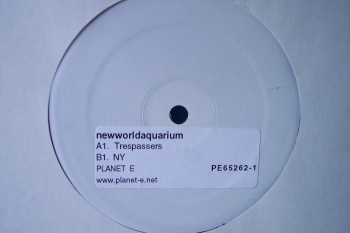 newworldaquarium
A1. Trespassers
B1. NY
PLANET E PE65262-1
www.planet-e.net